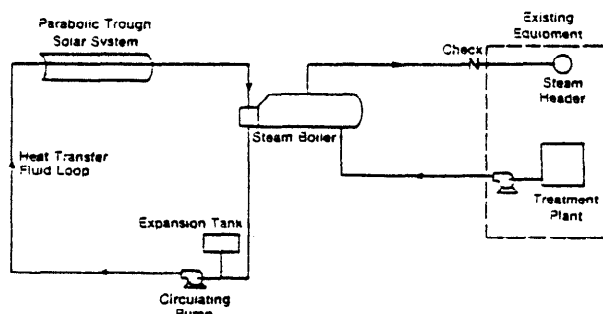 Parabolic Trough
Solar System
Existing
Equipment
Check
Steam
Header
Steam Boiler
Heat Transfer
Fluid Loop
Treatment
Plant
Expansion Tank
Circulating
Pump